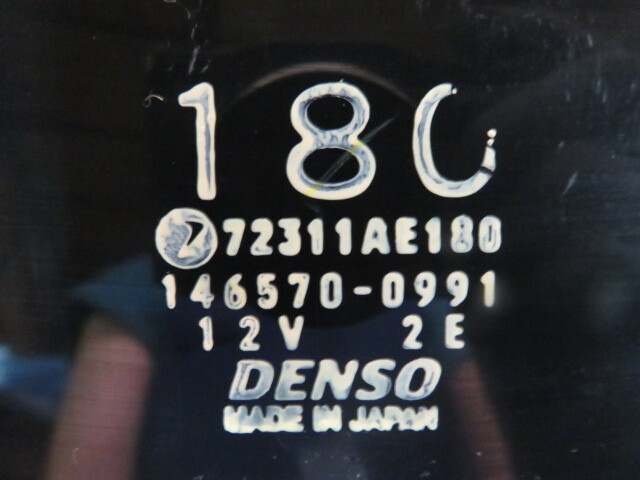 180
72311AE180
146570-0991
12V 2E
DENSO
MADE IN JAPAN